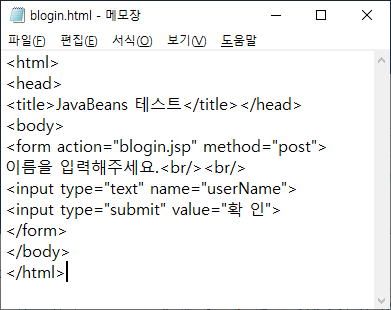 blogin.html - 메모장
파일(F) 편집(E) 서식(O) 보기(V) 도움말
<html>
<head>
<title>JavaBeans 테스트</title></head>
<body>
<form action="blogin.jsp" method="post">
이름을 입력해주세요.<br/><br/>
<input type="text" name="userName">
<input type="submit" value="확 인">
</form>
</body>
</html>